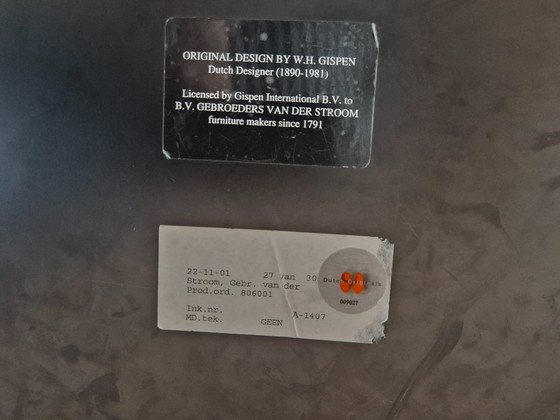 ORIGINAL DESIGN BY W.H. GISPEN
Dutch Designer (1890-1981)
Licensed by Gispen International B.V. to
B.V. GEBROEDERS VAN DER STROOM
furniture makers since 1791
22-11-01 27 van 30
Stroom, Gebr. van der
Prod.ord. 806001
Ink.nr. A-1407
MD.tek. GEEN